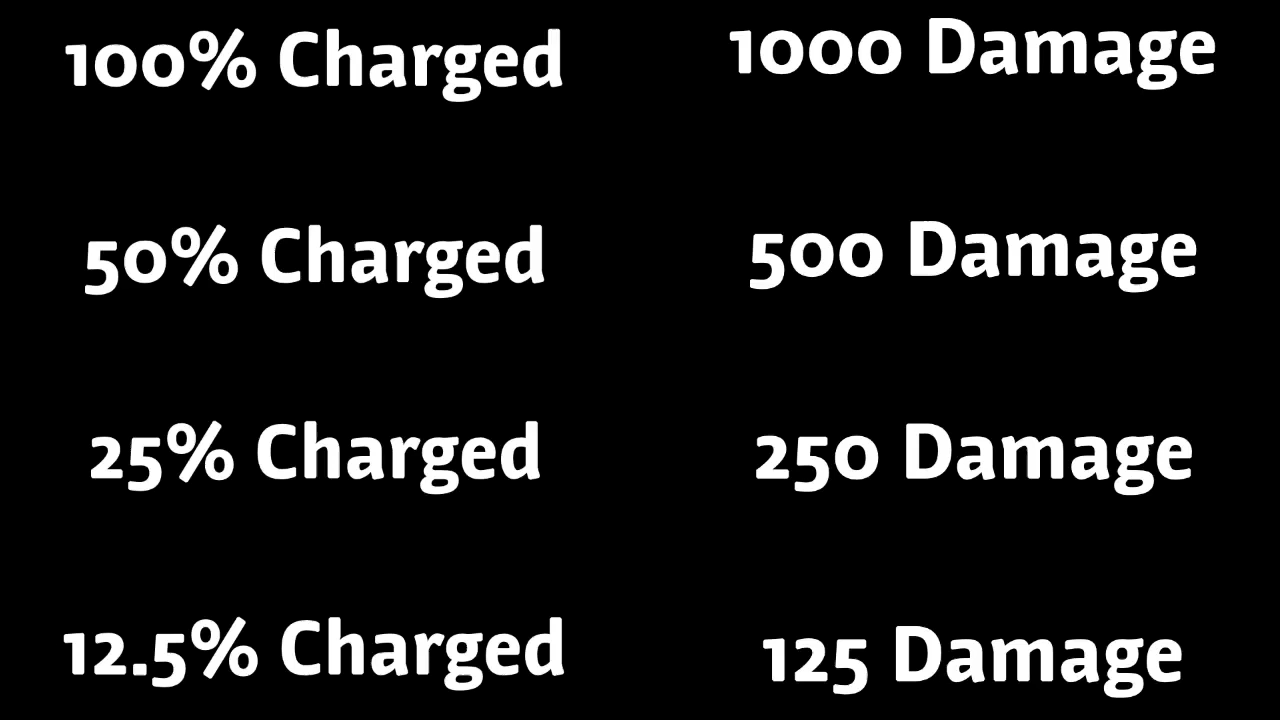 100% Charged
1000 Damage
50% Charged
500 Damage
25% Charged
250 Damage
12.5% Charged
125 Damage